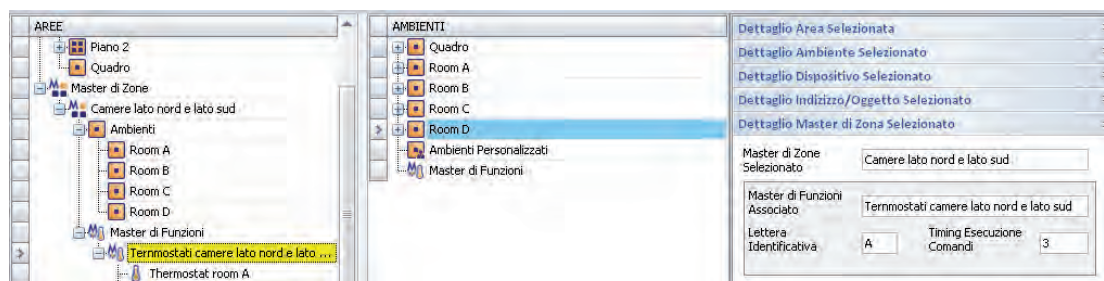 AREE
Piano 2
Quadro
Master di Zone
Camere lato nord e lato sud
Ambienti
Room A
Room B
Room C
Room D
Master di Funzioni
Ternmostati camere lato nord e lato ...
Thermostat room A
AMBIENTI
Quadro
Room A
Room B
Room C
Room D
Ambienti Personalizzati
Master di Funzioni
Dettaglio Area Selezionata
Dettaglio Ambiente Selezionato
Dettaglio Dispositivo Selezionato
Dettaglio Indizizzo/Oggetto Selezionato
Dettaglio Master di Zona Selezionato
Master di Zone
Selezionato
Camere lato nord e lato sud
Master di Funzioni
Associato
Ternmostati camere lato nord e lato sud
Lettera
Identificativa
A
Timing Esecuzione
Comandi
3